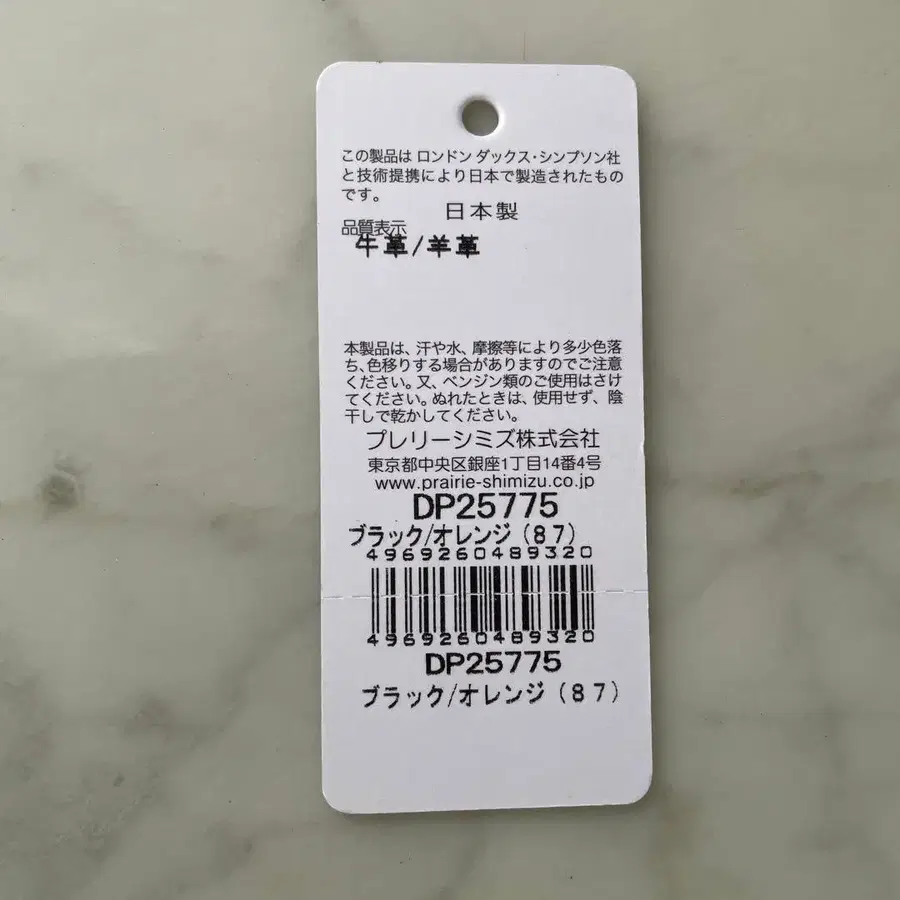 この製品は ロンドン ダックス・シンプソン社
と技術提携により日本で製造されたもの
です。
日本製
品質表示
牛革/羊革
本製品は、汗や水、摩擦等により多少色落
ち、色移りする場合がありますのでご注意
ください。又、ベンジン類のご使用はさけ
てください。ぬれたときは、使用せず、陰
干しで乾かしてください。
プレリーシミズ株式会社
東京都中央区銀座1丁目14番4号
www.prairie-shimizu.co.jp
DP25775
ブラック/オレンジ(87)
4969260489320
4969260489320
DP25775
ブラック/オレンジ(87)